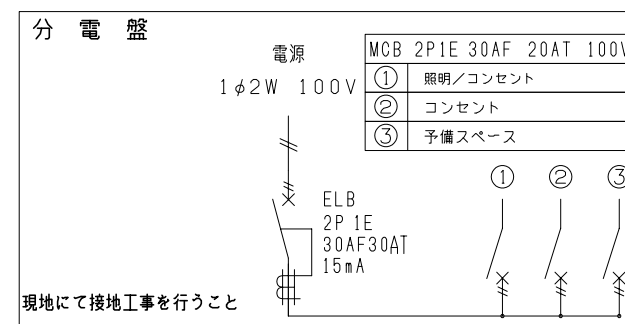 分電盤
電源
1φ2W 100V
MCB 2P1E 30AF 20AT 100V
① 照明/コンセント
② コンセント
③ 予備スペース
① ② ③
ELB
2P 1E
30AF30AT
15mA
現地にて接地工事を行うこと